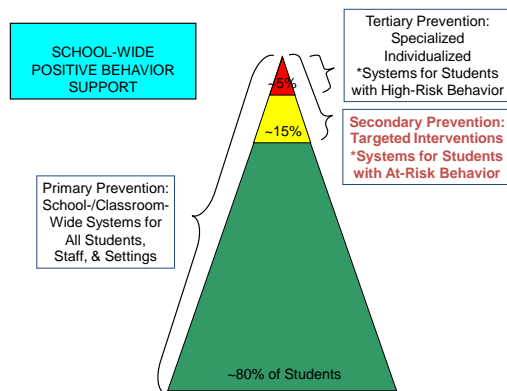 SCHOOL-WIDE
POSITIVE BEHAVIOR
SUPPORT
Tertiary Prevention:
Specialized
Individualized
*Systems for Students
with High-Risk Behavior
~5%
~15%
Secondary Prevention:
Targeted Interventions
*Systems for Students
with At-Risk Behavior
Primary Prevention:
School-/Classroom-
Wide Systems for
All Students,
Staff, & Settings
~80% of Students